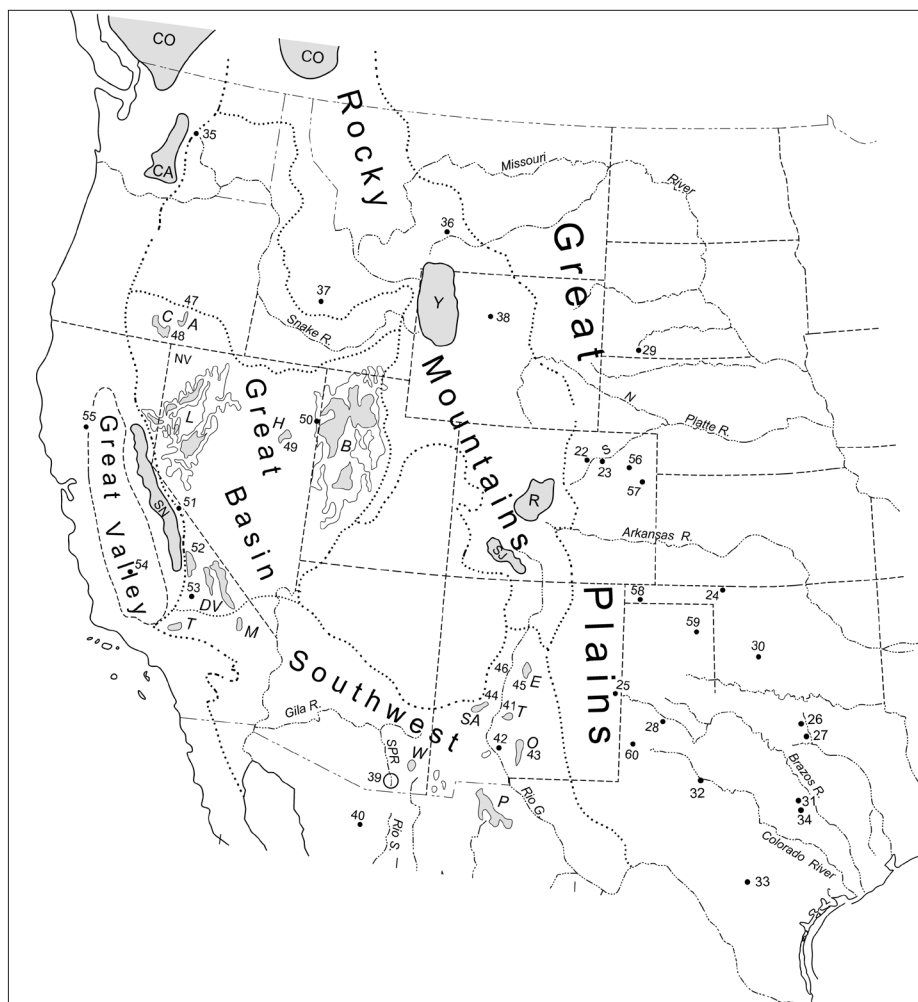 CO
CO
Rocky
35
CA
Missouri
River
36
Great
Y
37
38
47
C
A
48
Snake R.
29
NV
Mountains
N
Great
L
Platte R.
55
H
50
49
B
S
22
23
56
57
Great Valley
Basin
R
SN
51
Arkansas R.
SJ
52
54
53
DV
58
24
Plains
T
M
59
30
Southwest
46
45
E
44
25
41
T
Gila R.
SA
28
26
SPR
W
42
O
43
60
27
Brazos R.
39
32
P
Rio G.
31
34
40
Rio S.
Colorado River
33